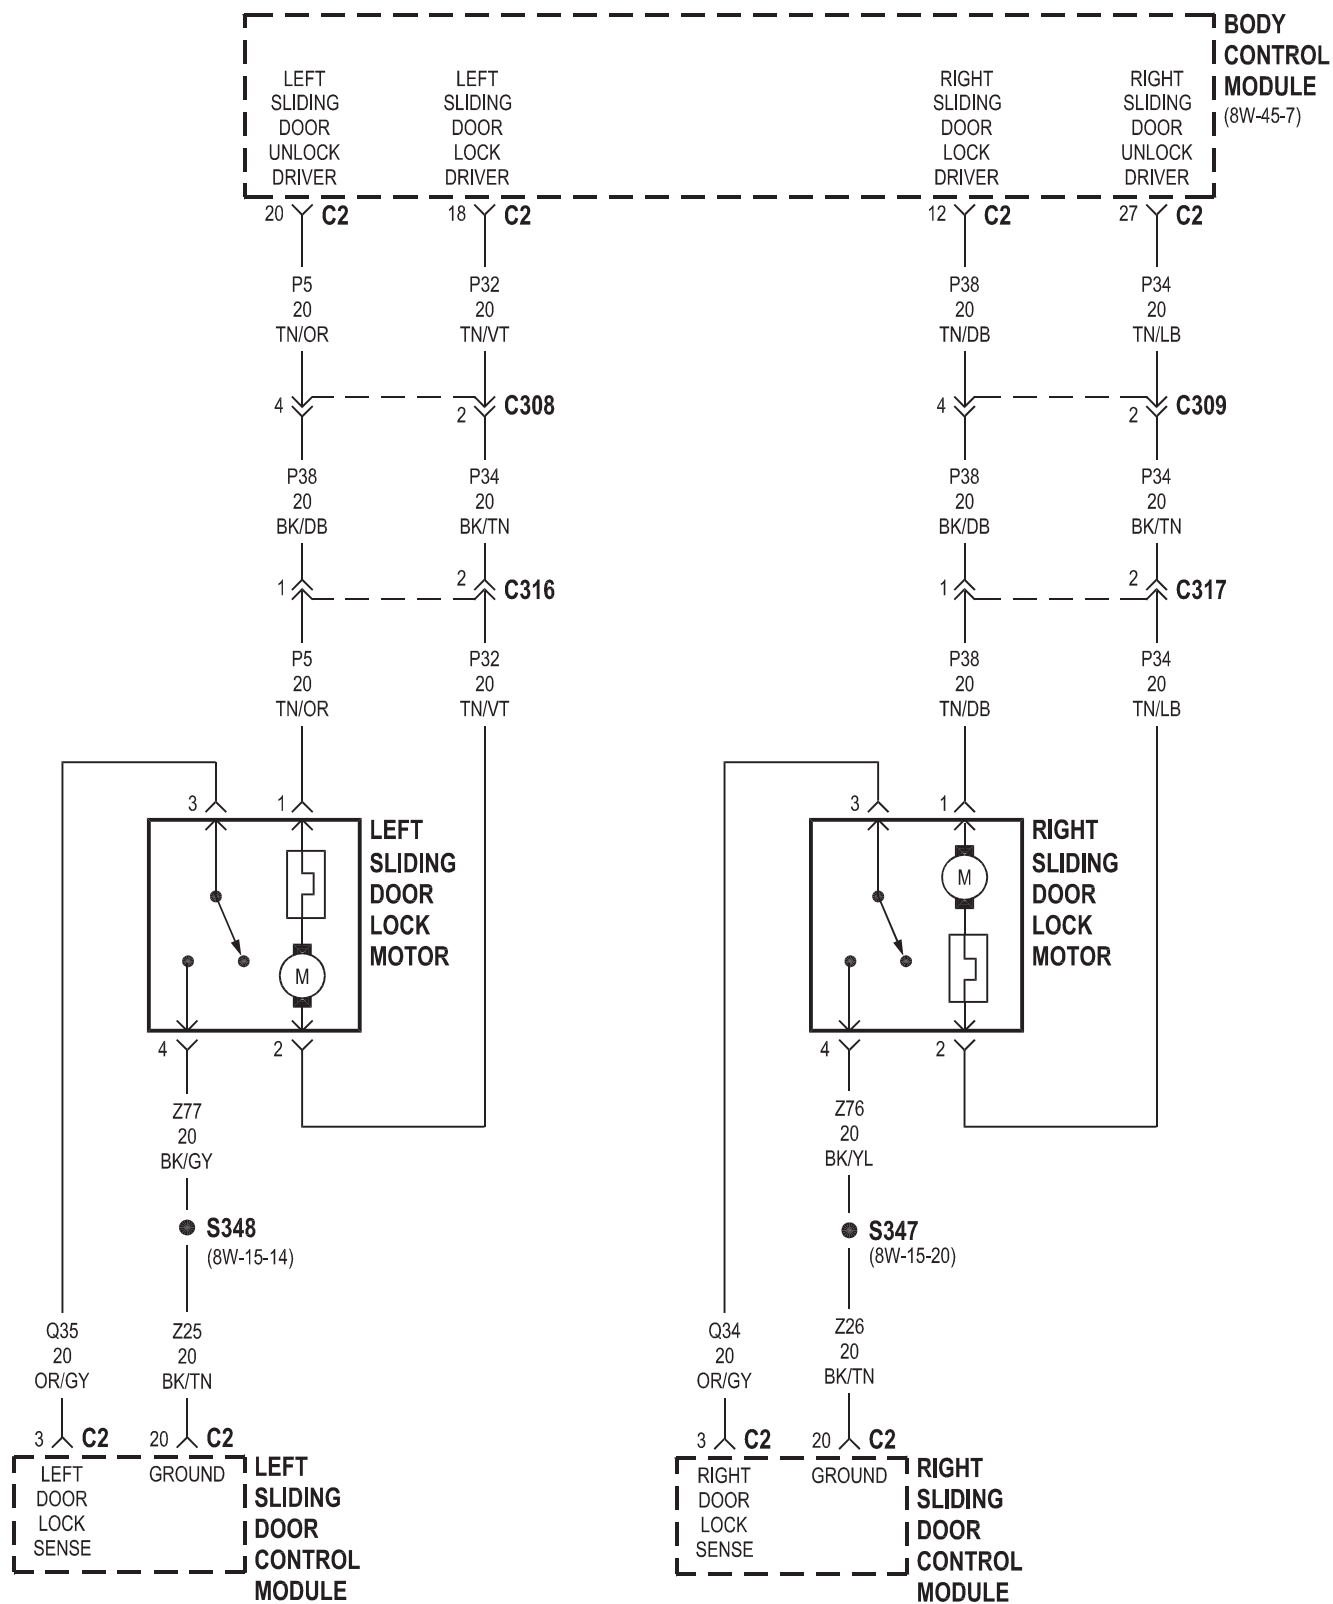 BODY
CONTROL
MODULE
(8W-45-7)
LEFT
SLIDING
DOOR
UNLOCK
DRIVER
LEFT
SLIDING
DOOR
LOCK
DRIVER
RIGHT
SLIDING
DOOR
LOCK
DRIVER
RIGHT
SLIDING
DOOR
UNLOCK
DRIVER
20 C2
18 C2
12 C2
27 C2
P5
20
TN/OR
P32
20
TN/VT
P38
20
TN/DB
P34
20
TN/LB
4
2
C308
4
2
C309
P38
20
BK/DB
P34
20
BK/TN
P38
20
BK/DB
P34
20
BK/TN
1
2
C316
1
2
C317
P5
20
TN/OR
P32
20
TN/VT
P38
20
TN/DB
P34
20
TN/LB
3
1
LEFT
SLIDING
DOOR
LOCK
MOTOR
M
4
2
3
1
RIGHT
SLIDING
DOOR
LOCK
MOTOR
M
4
2
Z77
20
BK/GY
Z76
20
BK/YL
S348
(8W-15-14)
S347
(8W-15-20)
Q35
20
OR/GY
Z25
20
BK/TN
Q34
20
OR/GY
Z26
20
BK/TN
3 C2
20 C2
3 C2
20 C2
LEFT
DOOR
LOCK
SENSE
GROUND
LEFT
SLIDING
DOOR
CONTROL
MODULE
RIGHT
DOOR
LOCK
SENSE
GROUND
RIGHT
SLIDING
DOOR
CONTROL
MODULE